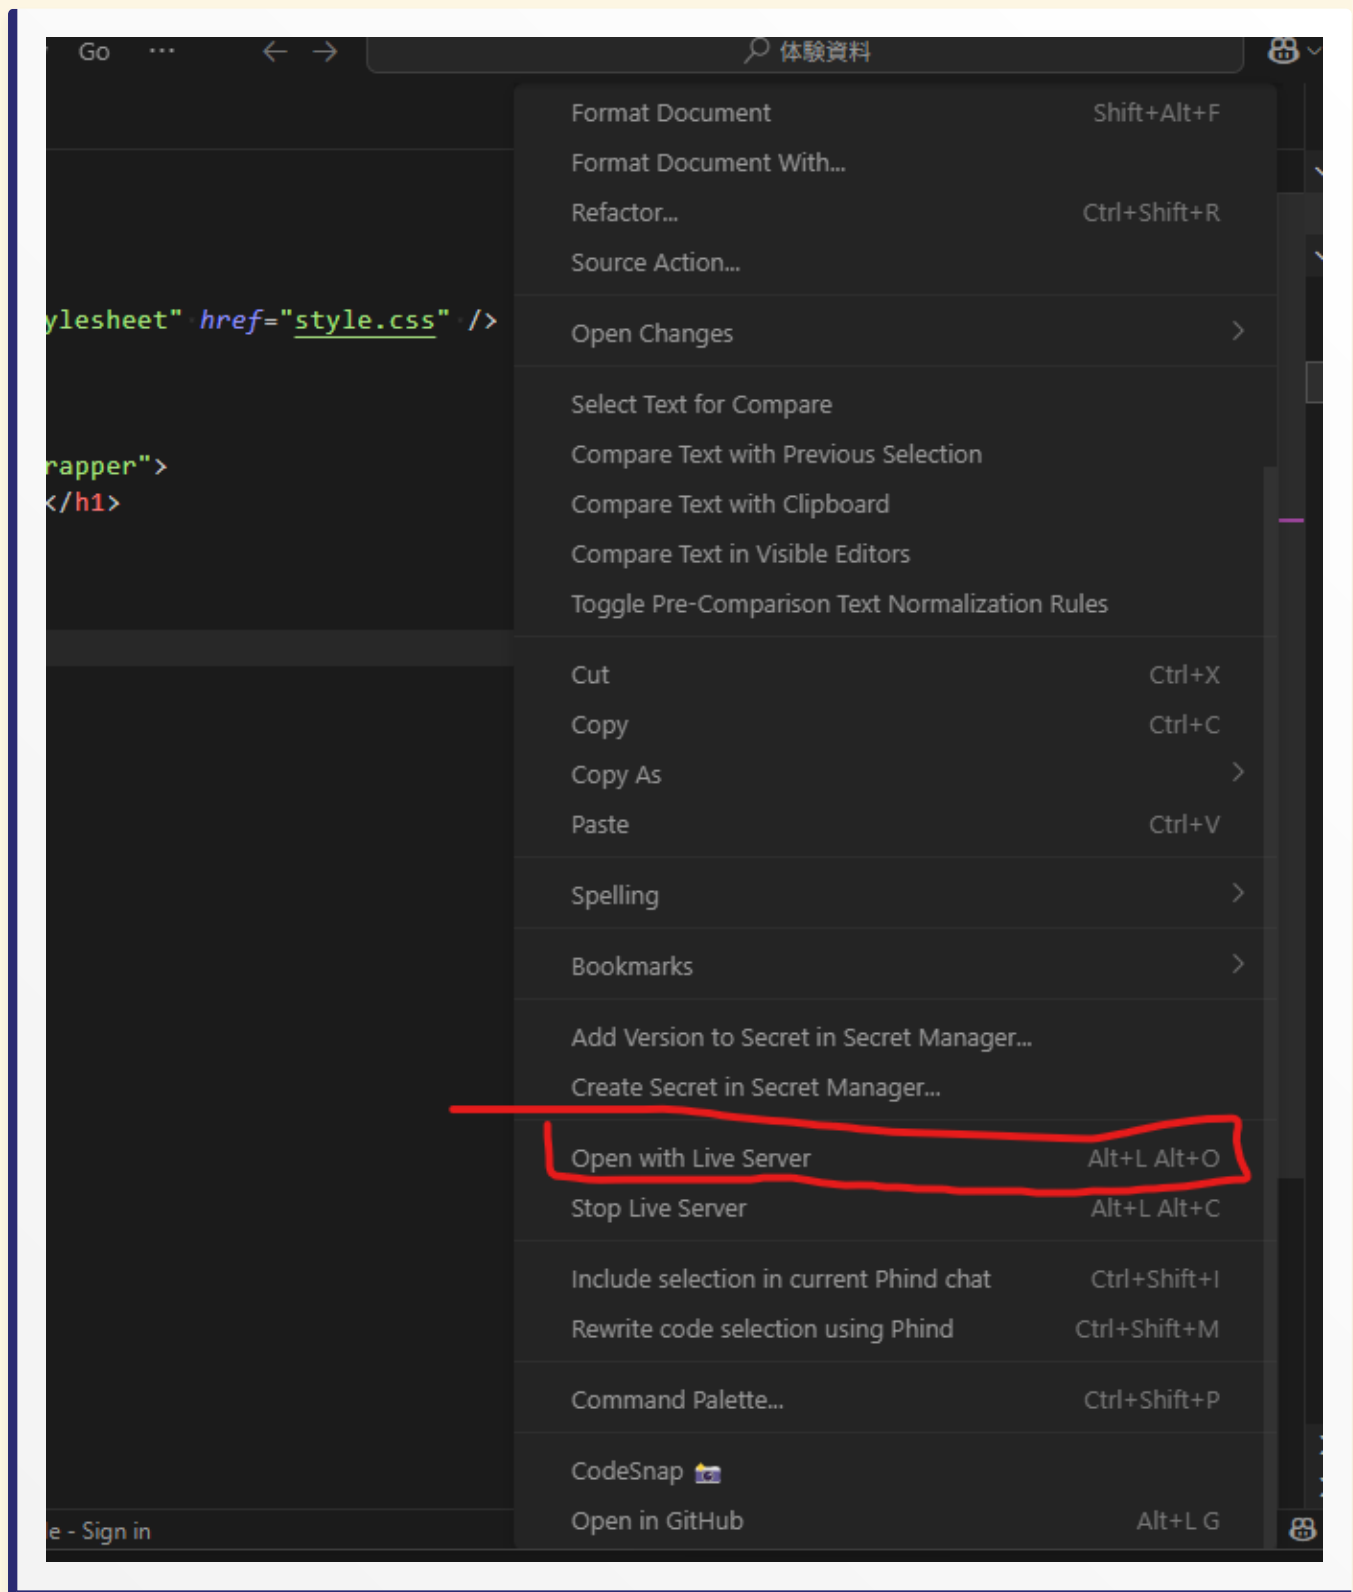 Go ···
体験資料
ylesheet" href="style.css" />
rapper">
</h1>
Format Document Shift+Alt+F
Format Document With...
Refactor... Ctrl+Shift+R
Source Action...
Open Changes
Select Text for Compare
Compare Text with Previous Selection
Compare Text with Clipboard
Compare Text in Visible Editors
Toggle Pre-Comparison Text Normalization Rules
Cut Ctrl+X
Copy Ctrl+C
Copy As
Paste Ctrl+V
Spelling
Bookmarks
Add Version to Secret in Secret Manager...
Create Secret in Secret Manager...
Open with Live Server Alt+L Alt+O
Stop Live Server Alt+L Alt+C
Include selection in current Phind chat Ctrl+Shift+I
Rewrite code selection using Phind Ctrl+Shift+M
Command Palette... Ctrl+Shift+P
CodeSnap 📸
Open in GitHub Alt+L G
le - Sign in